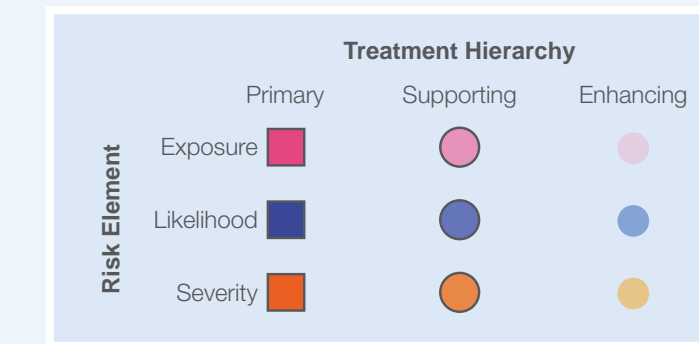 Treatment Hierarchy
Primary Supporting Enhancing
Risk Element
Exposure
Likelihood
Severity